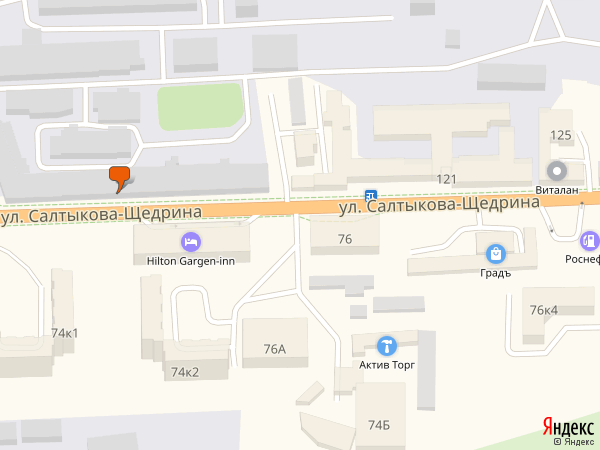 125
121
Виталан
ул. Салтыкова-Щедрина
ул. Салтыкова-Щедрина
76
Hilton Gargen-inn
Роснеф
Градъ
76к4
74к1
76А
Актив Торг
74к2
74Б
Яндекс
© Яндекс